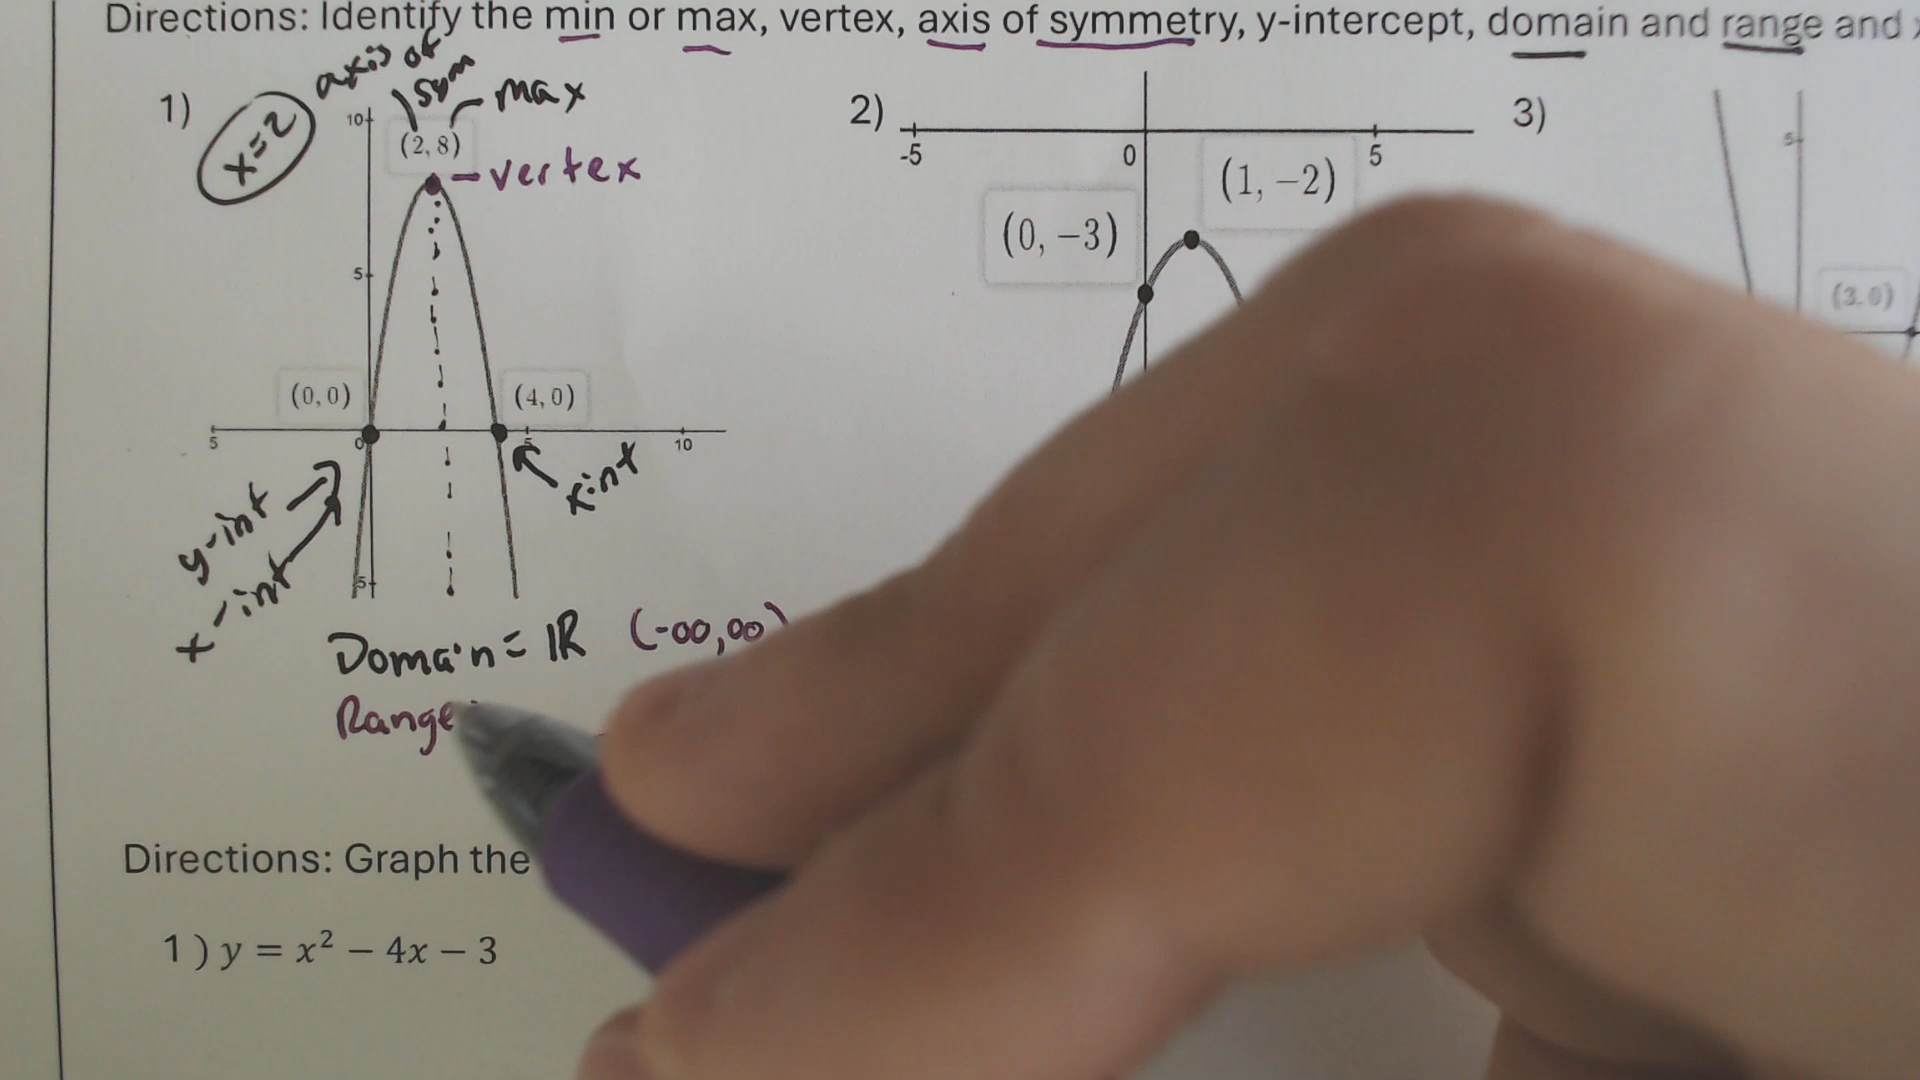 Directions: Identify the min or max, vertex, axis of symmetry, y-intercept, domain and range and
1)
x=2
axis of
sym
max
10
(2, 8)
vertex
5
(0, 0)
(4, 0)
5
0
5
10
x-int
y-int
x-int
5
Domain = ℝ (-∞,∞)
Range
2)
-5
0
5
(1, −2)
(0, −3)
3)
5
(3, 0)
Directions: Graph the
1) y = x² − 4x − 3